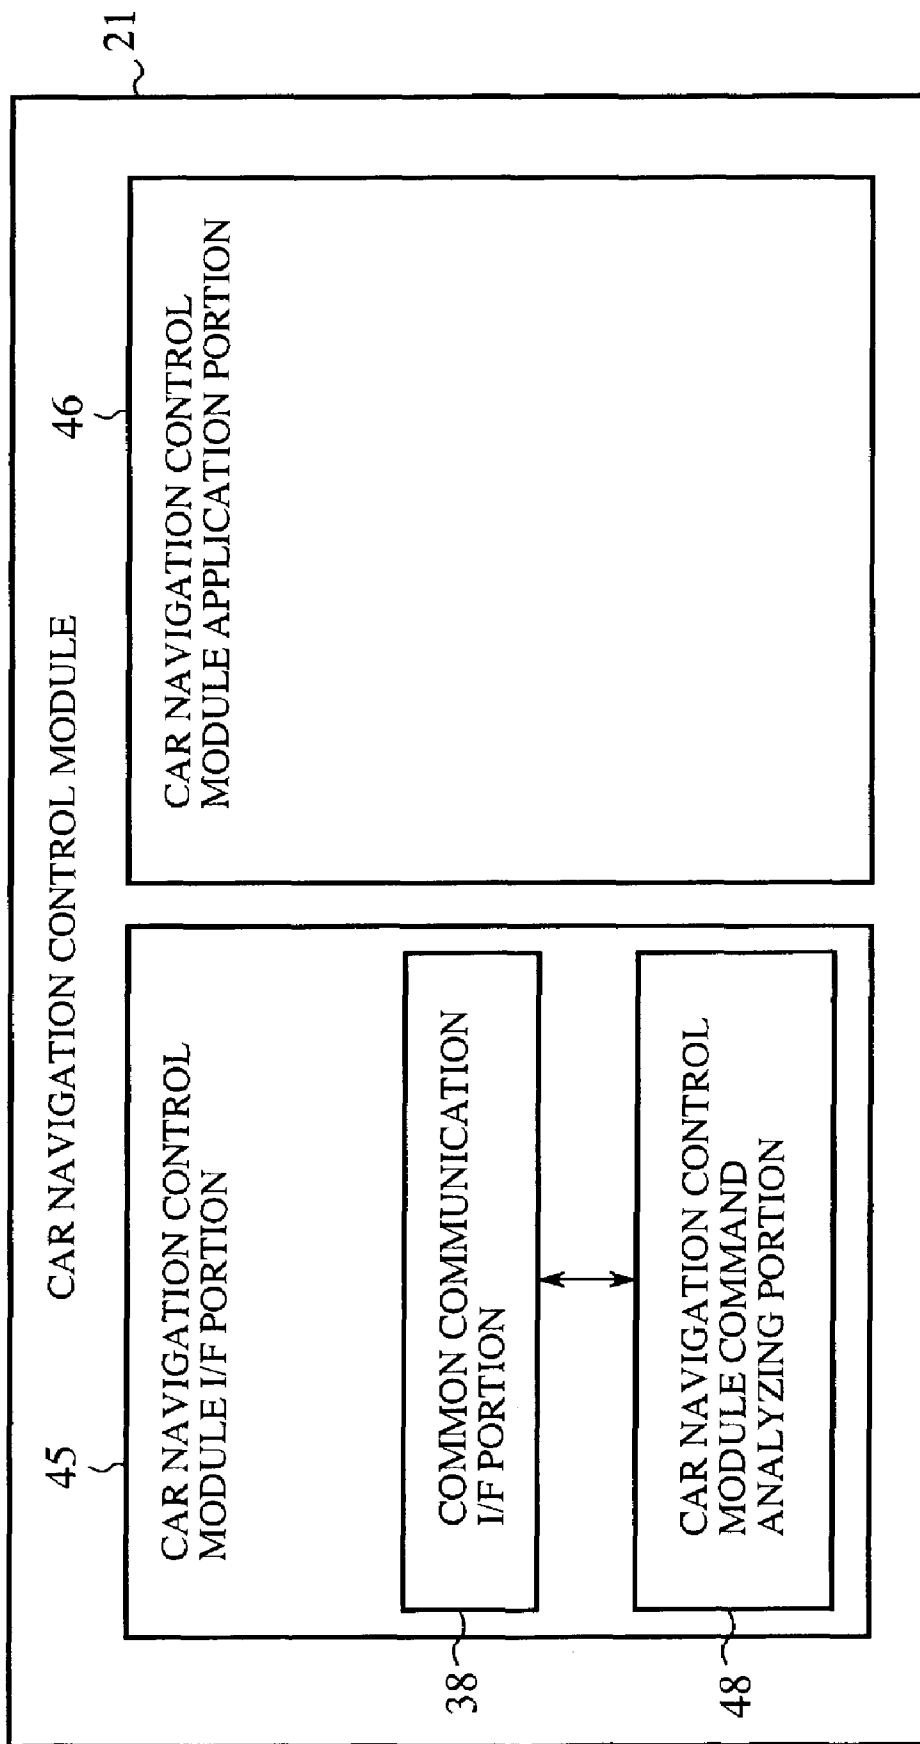 21
CAR NAVIGATION CONTROL MODULE
45
CAR NAVIGATION CONTROL
MODULE I/F PORTION
38
COMMON COMMUNICATION
I/F PORTION
48
CAR NAVIGATION CONTROL
MODULE COMMAND
ANALYZING PORTION
46
CAR NAVIGATION CONTROL
MODULE APPLICATION PORTION